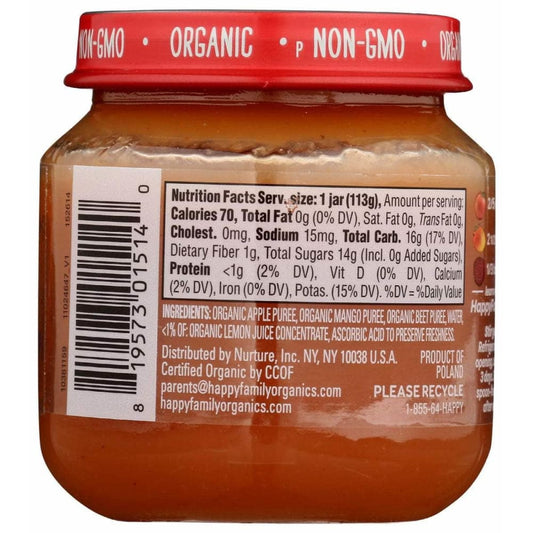 NON-GMO • ORGANIC • P NON-GMO • ORGANIC
Nutrition Facts Serv. size: 1 jar (113g), Amount per serving:
Calories 70, Total Fat 0g (0% DV), Sat. Fat 0g, Trans Fat 0g,
Cholest. 0mg, Sodium 15mg, Total Carb. 16g (17% DV),
Dietary Fiber 1g, Total Sugars 14g (Incl. 0g Added Sugars),
Protein <1g (2% DV), Vit D (0% DV), Calcium
(2% DV), Iron (0% DV), Potas. (15% DV). %DV = %Daily Value
INGREDIENTS: ORGANIC APPLE PUREE, ORGANIC MANGO PUREE, ORGANIC BEET PUREE, WATER,
<1% OF: ORGANIC LEMON JUICE CONCENTRATE, ASCORBIC ACID TO PRESERVE FRESHNESS.
Distributed by Nurture, Inc. NY, NY 10038 U.S.A.
Certified Organic by CCOF
parents@happyfamilyorganics.com
happyfamilyorganics.com
PRODUCT OF
POLAND
PLEASE RECYCLE
1-855-64-HAPPY
8 19573 01514 0
152614
11024647_V1
10381159